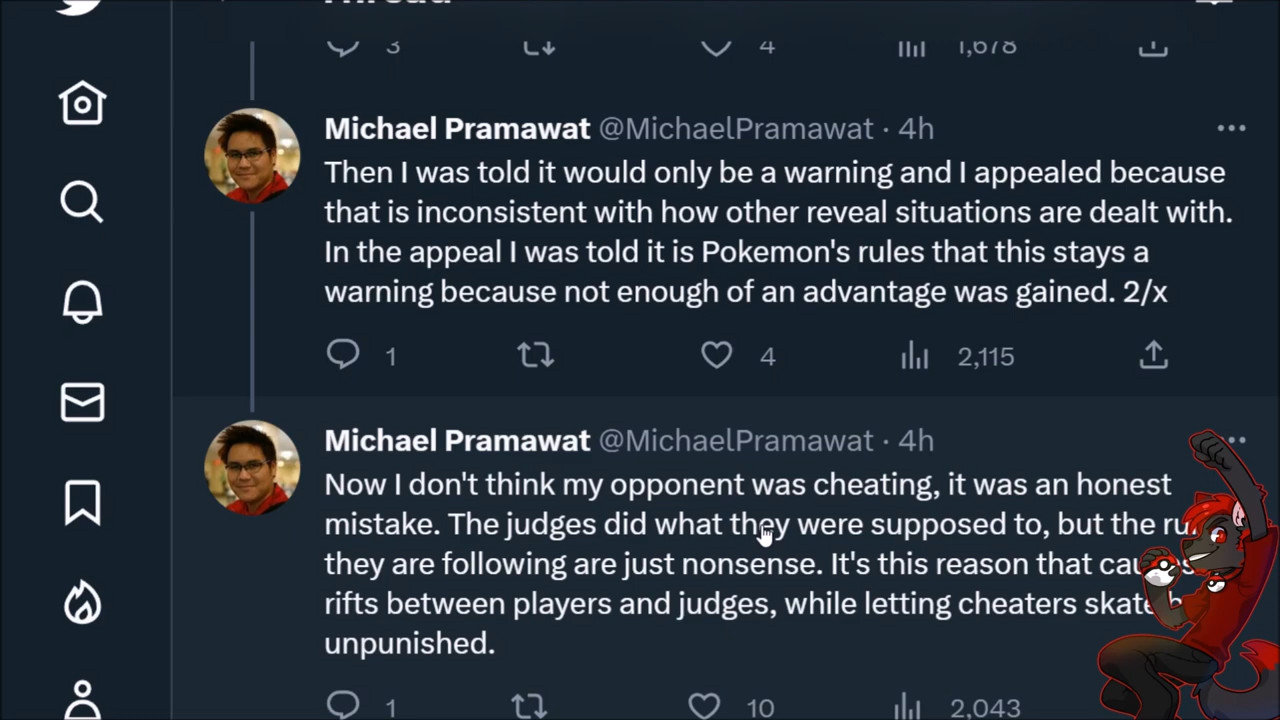 Thread
3 4 1,678
Michael Pramawat @MichaelPramawat · 4h
Then I was told it would only be a warning and I appealed because
that is inconsistent with how other reveal situations are dealt with.
In the appeal I was told it is Pokemon's rules that this stays a
warning because not enough of an advantage was gained. 2/x
1 4 2,115
Michael Pramawat @MichaelPramawat · 4h
Now I don't think my opponent was cheating, it was an honest
mistake. The judges did what they were supposed to, but the
they are following are just nonsense. It's this reason that
rifts between players and judges, while letting cheaters
unpunished.
1 10 2,043